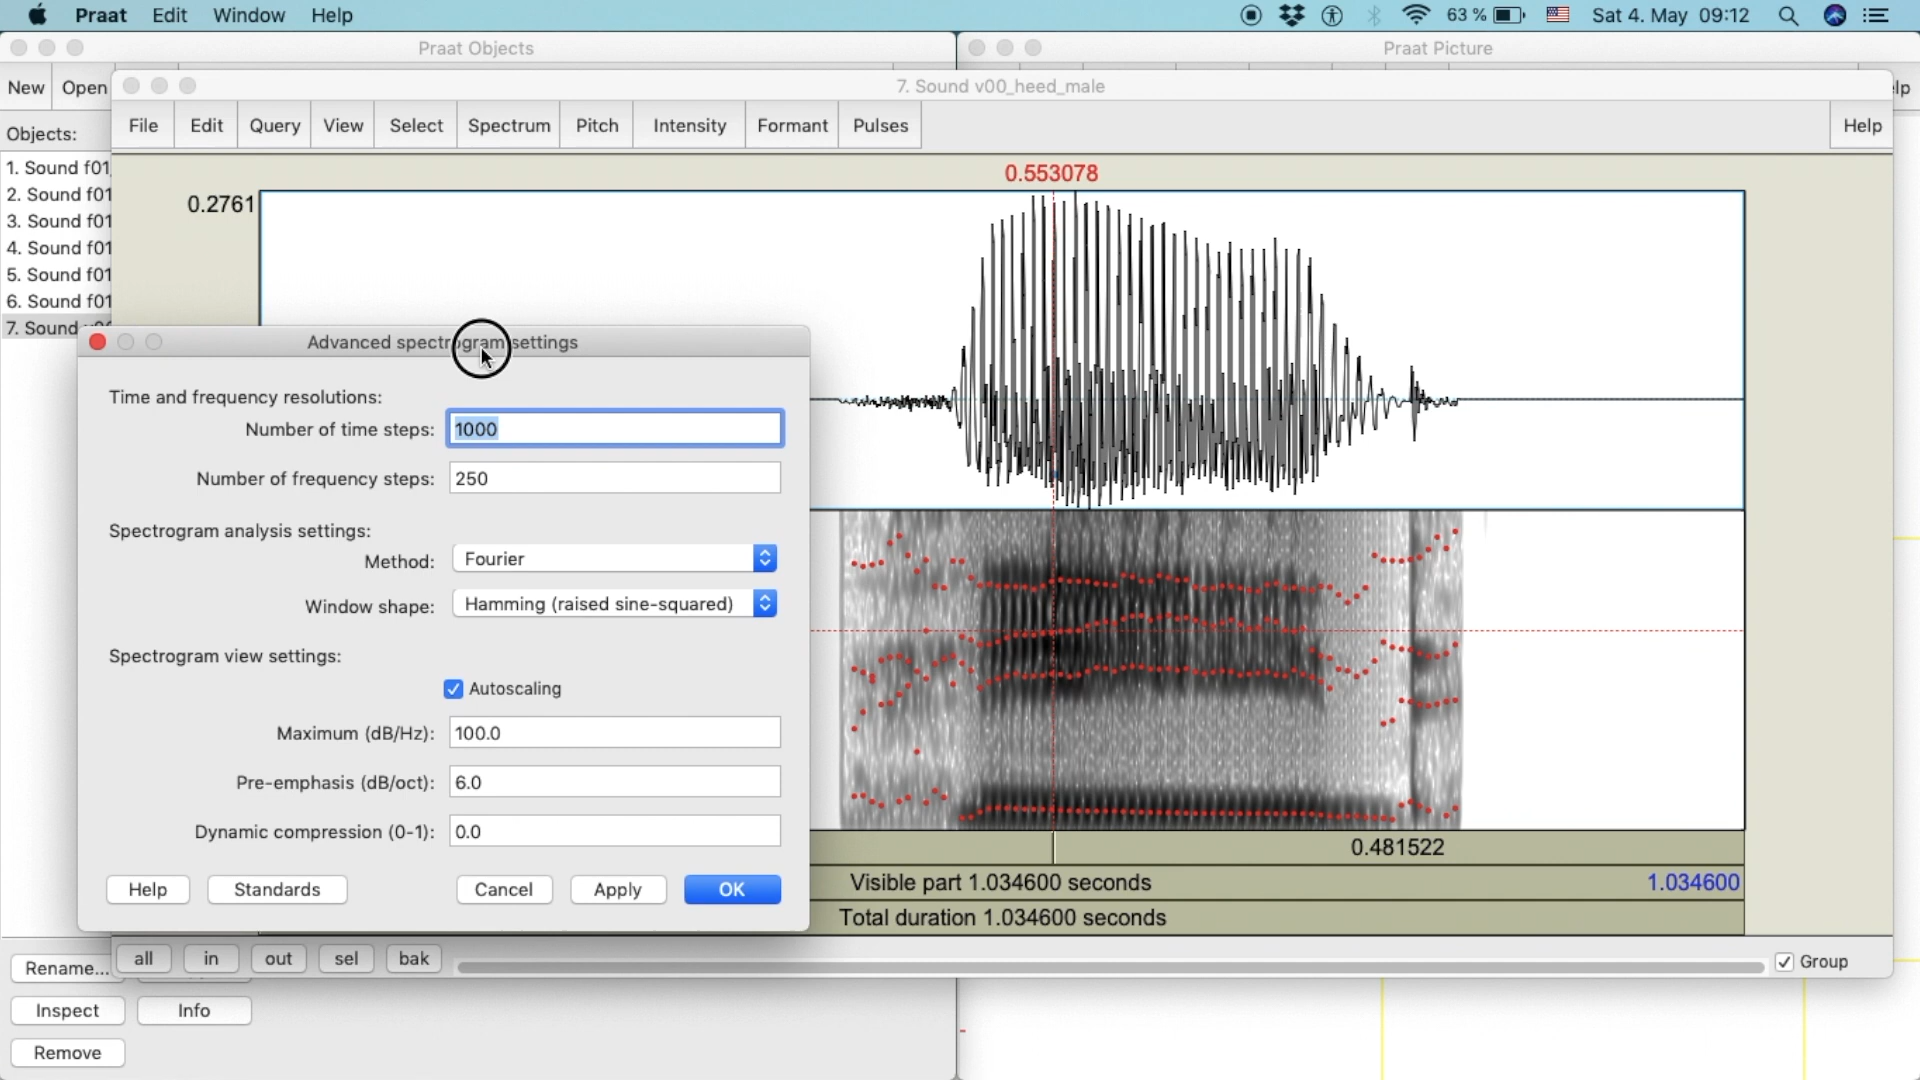 Praat Edit Window Help 63 % Sat 4. May 09:12
Praat Objects Praat Picture
New Open 7. Sound v00_heed_male lp
File Edit Query View Select Spectrum Pitch Intensity Formant Pulses Help
Objects:
1. Sound f01
2. Sound f01
3. Sound f01
4. Sound f01
5. Sound f01
6. Sound f01
7. Sound v00
0.553078
0.2761
Advanced spectrogram settings
Time and frequency resolutions:
Number of time steps: 1000
Number of frequency steps: 250
Spectrogram analysis settings:
Method: Fourier
Window shape: Hamming (raised sine-squared)
Spectrogram view settings:
Autoscaling
Maximum (dB/Hz): 100.0
Pre-emphasis (dB/oct): 6.0
Dynamic compression (0-1): 0.0
Help Standards Cancel Apply OK
0.481522
Visible part 1.034600 seconds 1.034600
Total duration 1.034600 seconds
all in out sel bak Group
Rename...
Inspect Info
Remove